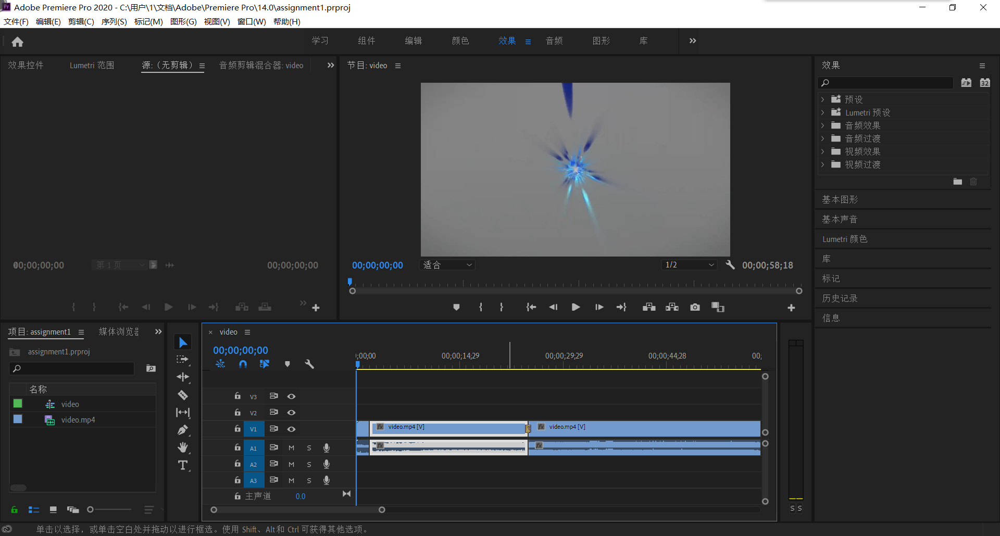 Adobe Premiere Pro 2020 - C:\用户\1\文档\Adobe\Premiere Pro\14.0\assignment1.prproj
文件(F) 编辑(E) 剪辑(C) 序列(S) 标记(M) 图形(G) 视图(V) 窗口(W) 帮助(H)
学习 组件 编辑 颜色 效果 音频 图形 库
效果控件 Lumetri 范围 源:（无剪辑） 音频剪辑混合器: video
00;00;00;00 第 1 页 00;00;00;00
节目: video
00;00;00;00 适合 1/2 00;00;58;18
效果
32
预设
Lumetri 预设
音频效果
音频过渡
视频效果
视频过渡
基本图形
基本声音
Lumetri 颜色
库
标记
历史记录
信息
项目: assignment1 媒体浏览器
assignment1.prproj
名称
video
video.mp4
video
00;00;00;00
;00;00 00;00;14;29 00;00;29;29 00;00;44;28 00;
V3
V2
V1 fx video.mp4 [V] fx video.mp4 [V]
A1 M S fx fx
A2 M S
A3 M S
主声道 0.0
S S
单击以选择，或单击空白处并拖动以进行框选。使用 Shift、Alt和 Ctrl 可获得其他选项。